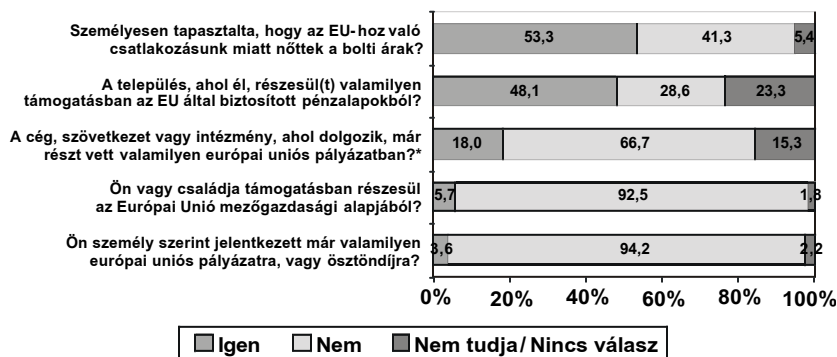 Személyesen tapasztalta, hogy az EU-hoz való
csatlakozásunk miatt nőttek a bolti árak?
53,3 41,3 5,4
A település, ahol él, részesül(t) valamilyen
támogatásban az EU által biztosított pénzalapokból?
48,1 28,6 23,3
A cég, szövetkezet vagy intézmény, ahol dolgozik, már
részt vett valamilyen európai uniós pályázatban?*
18,0 66,7 15,3
Ön vagy családja támogatásban részesül
az Európai Unió mezőgazdasági alapjából?
5,7 92,5 1,8
Ön személy szerint jelentkezett már valamilyen
európai uniós pályázatra, vagy ösztöndíjra?
3,6 94,2 2,2
0% 20% 40% 60% 80% 100%
Igen Nem Nem tudja/ Nincs válasz